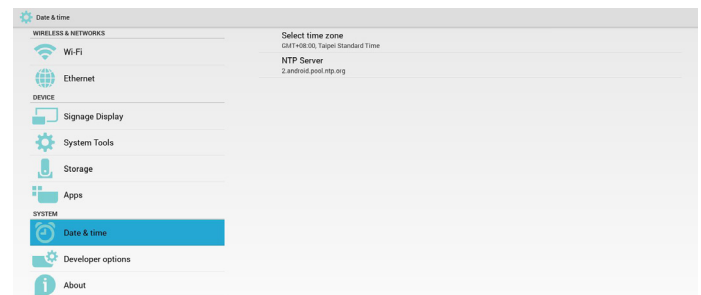 Date & time
WIRELESS & NETWORKS
Wi-Fi
Ethernet
DEVICE
Signage Display
System Tools
Storage
Apps
SYSTEM
Date & time
Developer options
About
Select time zone
GMT+08:00, Taipei Standard Time
NTP Server
2.android.pool.ntp.org